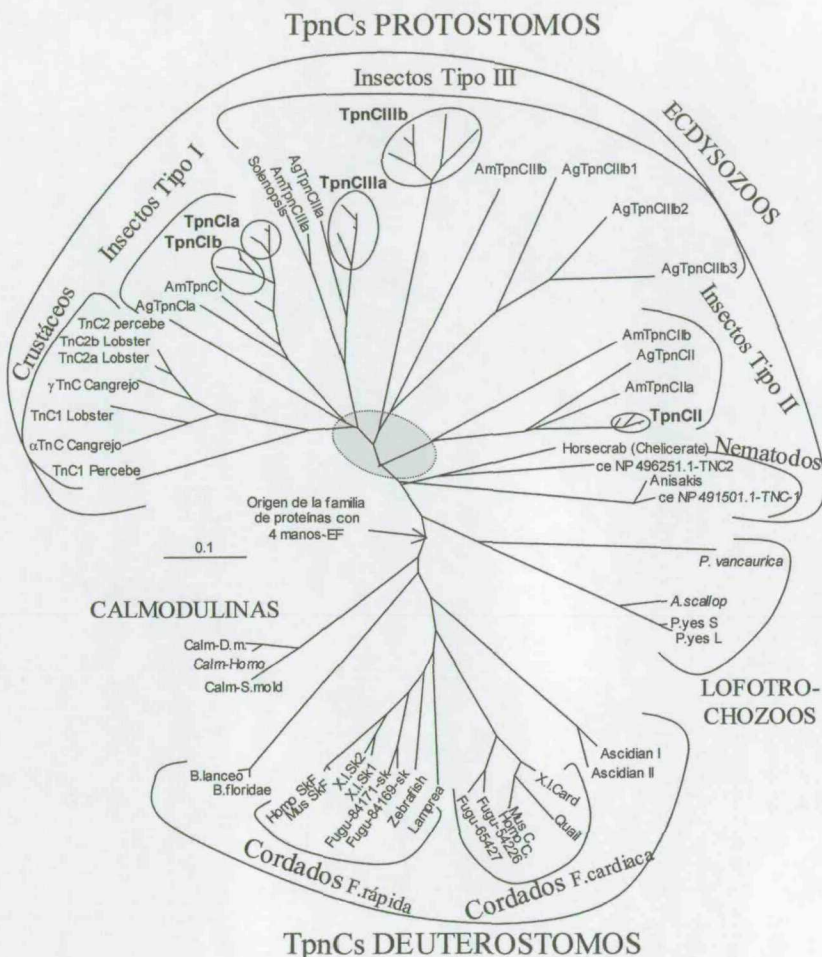 TpnCs PROTOSTOMOS
Insectos Tipo III
ECDYSOZOOS
Insectos Tipo I
TpnCIIIb
TpnCIIIa
TpnCIa
TpnCIb
Solenopsis
AmTpnCIIIa
AgTpnCIIIa
AmTpnCIIIb
AgTpnCIIIb1
AgTpnCIIIb2
AgTpnCIIIb3
AmTpnCI
AgTpnCIa
Crustáceos
TnC2 percebe
TnC2b Lobster
TnC2a Lobster
γTnC Cangrejo
TnC1 Lobster
αTnC Cangrejo
TnC1 Percebe
Insectos Tipo II
AmTpnCIIb
AgTpnCII
AmTpnCIIa
TpnCII
Nematodos
Horsecrab (Chelicerate)
ce NP 496251.1-TNC2
Anisakis
ce NP 491501.1-TNC-1
Origen de la familia
de proteínas con
4 manos-EF
0.1
P. vancaurica
A.scallop
P.yes S
P.yes L
LOFOTRO-
CHOZOOS
CALMODULINAS
Calm-D.m.
Calm-Homo
Calm-S.mold
B.lanceo
B.floridae
Homo SkF
Mus SkF
X.l.Sk2
X.l.Sk1
Fugu-84171-sk
Fugu-84169-sk
Zebrafish
Lamprea
Fugu-65427
Fugu-54226
Mus C.
Homo C.
Quail
X.l.Card
Ascidian I
Ascidian II
Cordados F.rápida
Cordados F.cardiaca
TpnCs DEUTEROSTOMOS